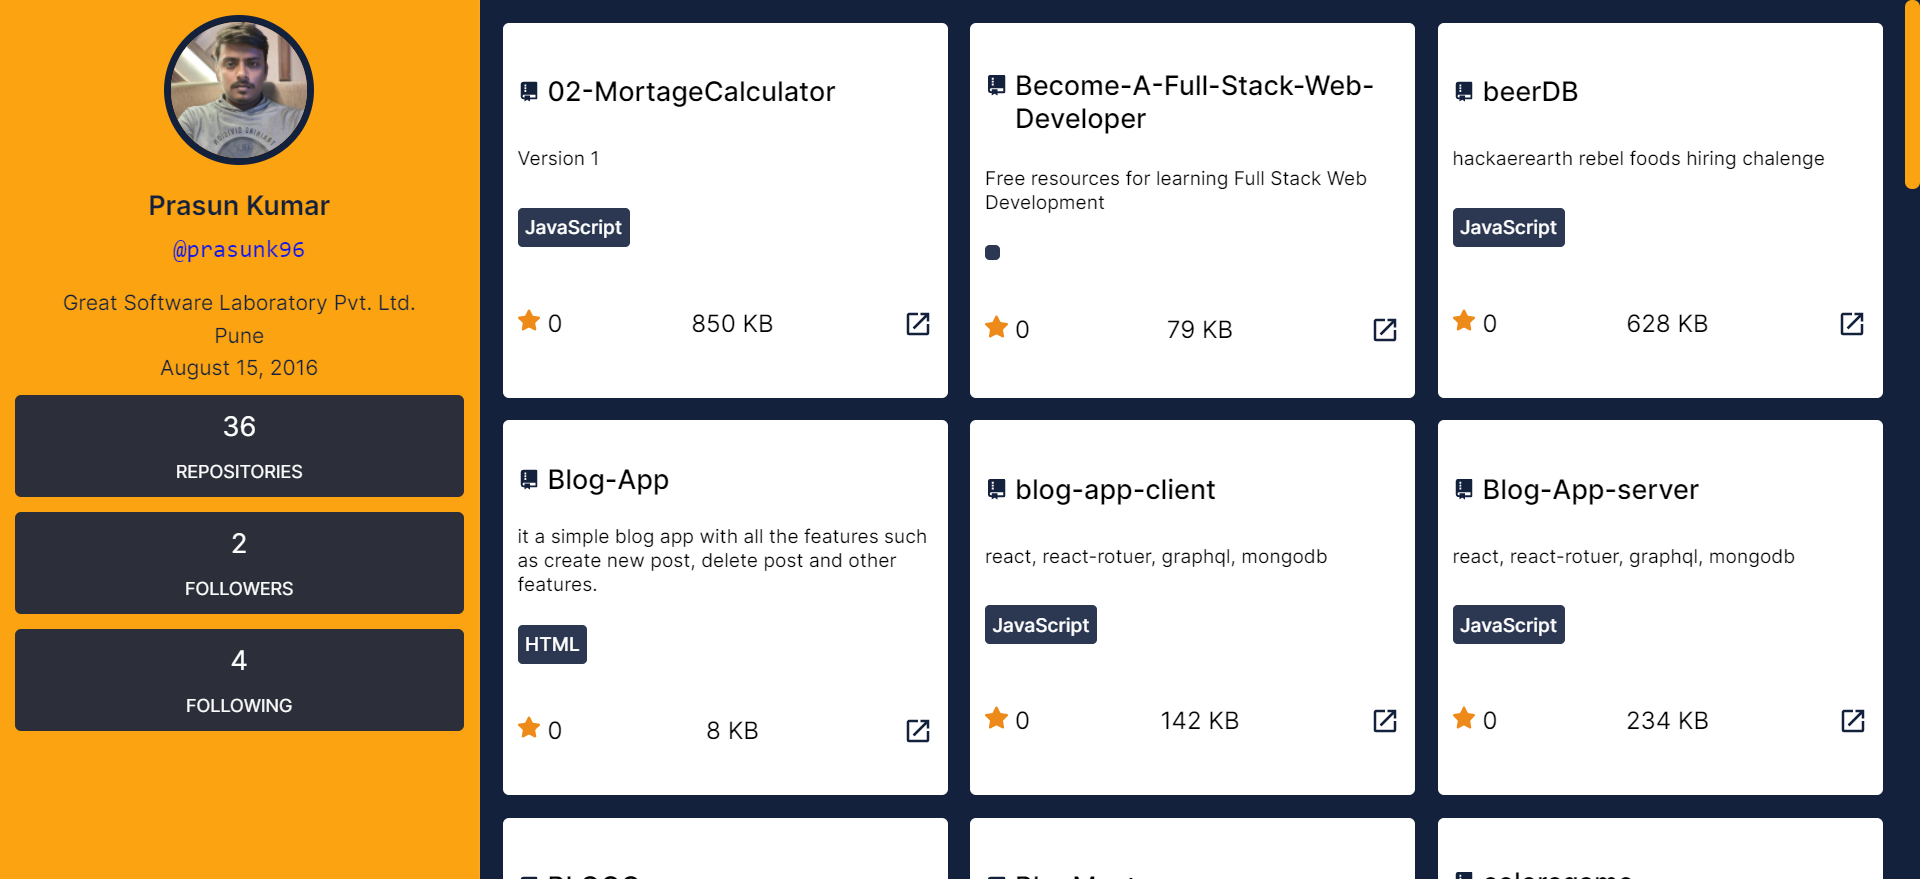 Prasun Kumar
@prasunk96
Great Software Laboratory Pvt. Ltd.
Pune
August 15, 2016
36
REPOSITORIES
2
FOLLOWERS
4
FOLLOWING
02-MortageCalculator
Version 1
JavaScript
0
850 KB
Become-A-Full-Stack-Web-
Developer
Free resources for learning Full Stack Web
Development
0
79 KB
beerDB
hackaerearth rebel foods hiring chalenge
JavaScript
0
628 KB
Blog-App
it a simple blog app with all the features such
as create new post, delete post and other
features.
HTML
0
8 KB
blog-app-client
react, react-rotuer, graphql, mongodb
JavaScript
0
142 KB
Blog-App-server
react, react-rotuer, graphql, mongodb
JavaScript
0
234 KB